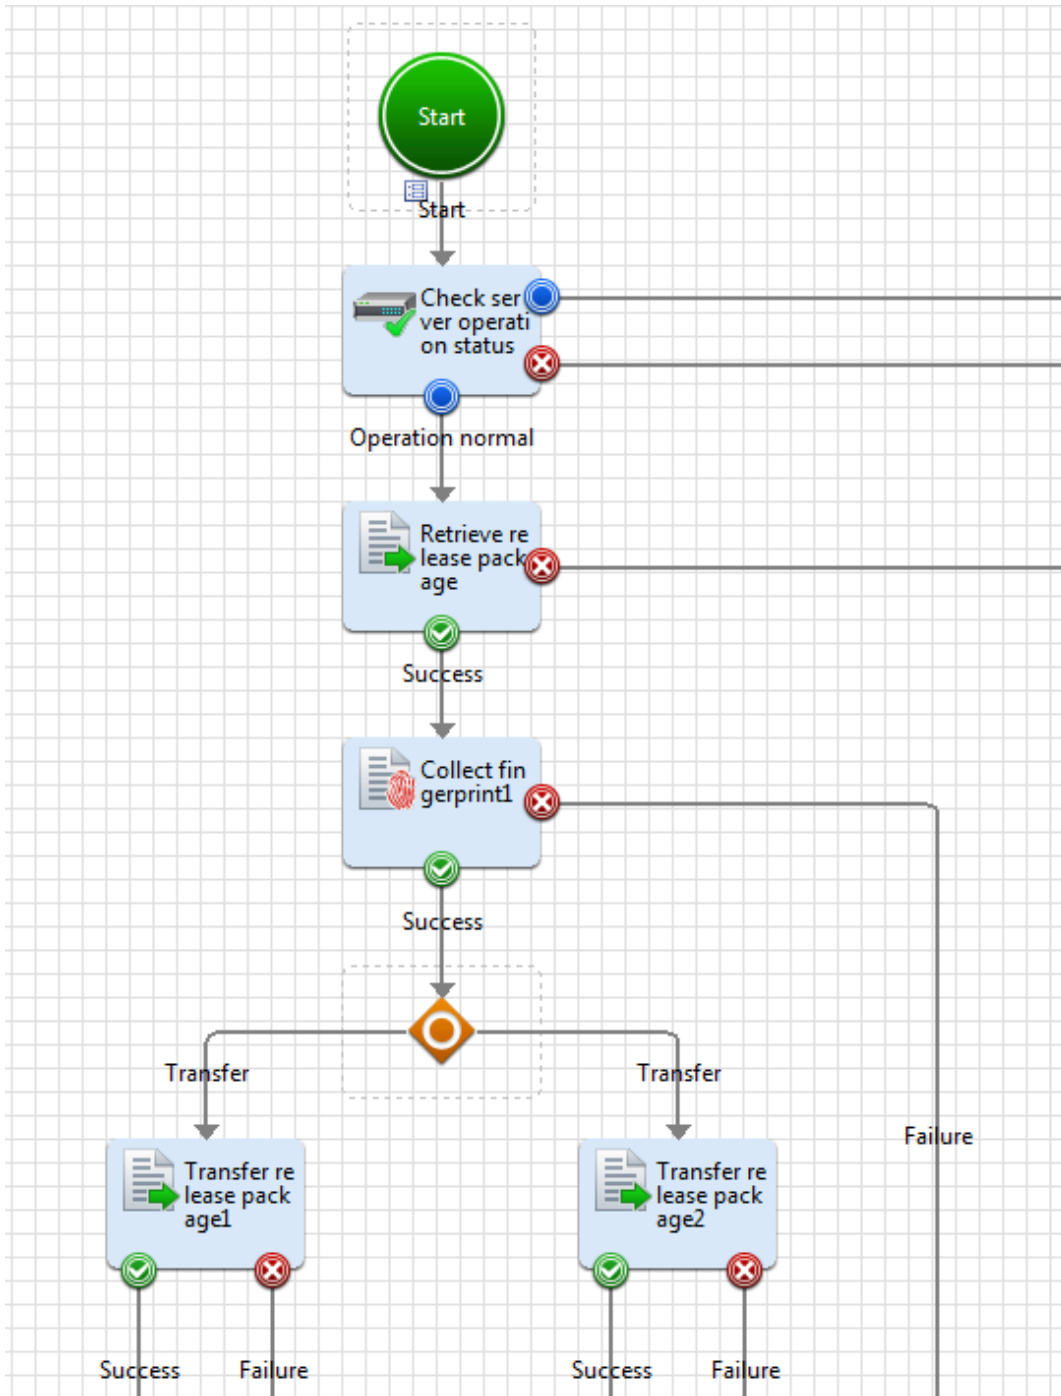 Start
Start
Check ser
ver operati
on status
Operation normal
Retrieve re
lease pack
age
Success
Collect fin
gerprint1
Success
Transfer
Transfer
Failure
Transfer re
lease pack
age1
Transfer re
lease pack
age2
Success
Failure
Success
Failure